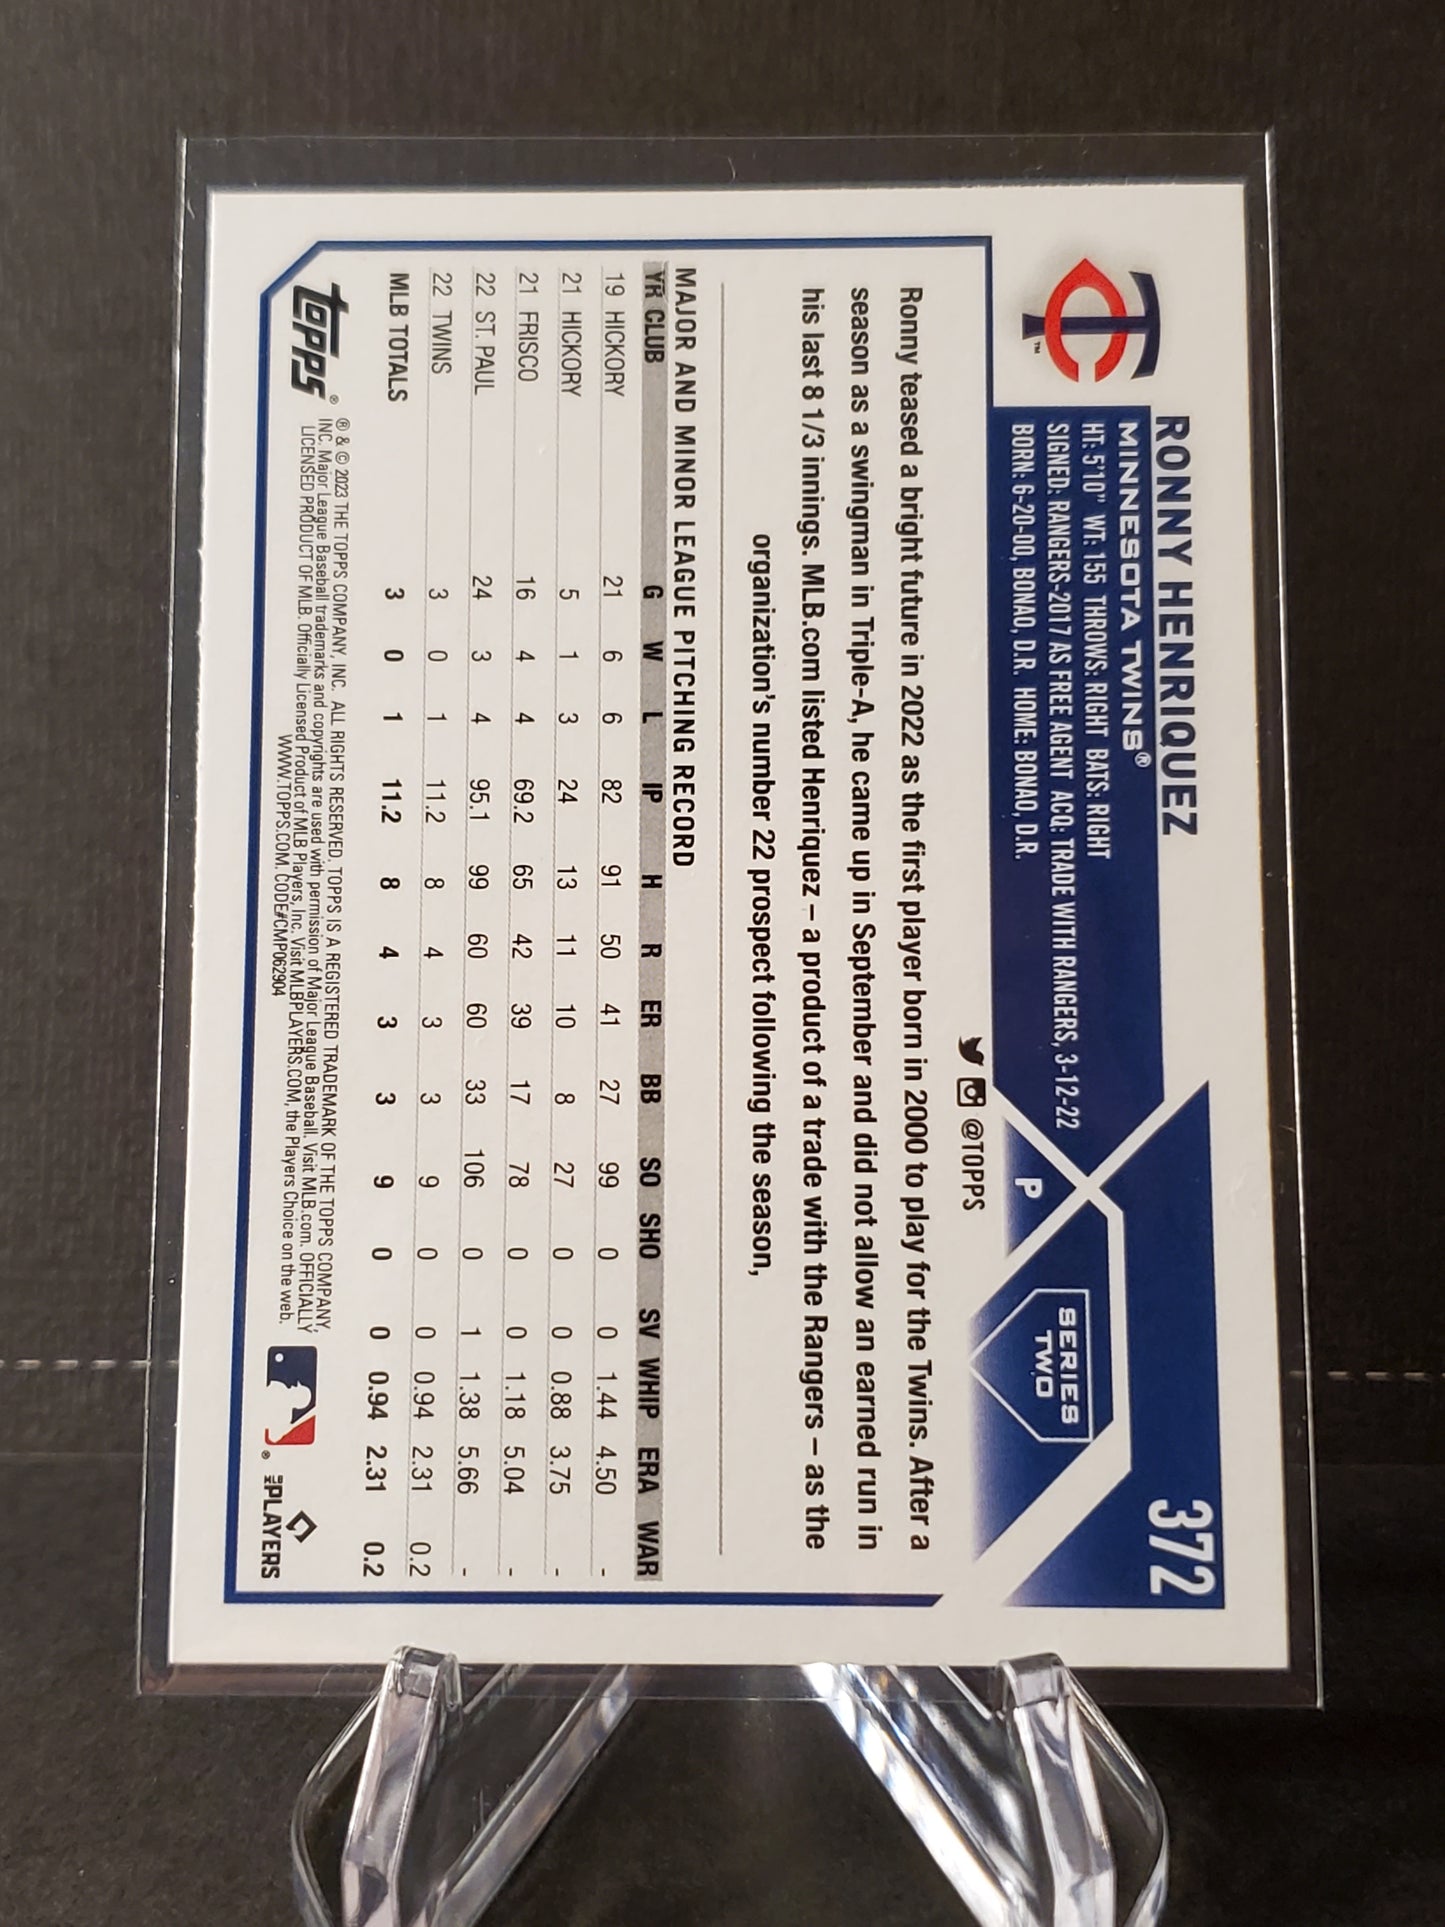 372
RONNY HENRIQUEZ
MINNESOTA TWINS®
HT: 5'10" WT: 155 THROWS: RIGHT BATS: RIGHT
SIGNED: RANGERS-2017 AS FREE AGENT ACQ: TRADE WITH RANGERS, 3-12-22
BORN: 6-20-00, BONAO, D.R. HOME: BONAO, D.R.
TC™
P
SERIES
TWO
@TOPPS
Ronny teased a bright future in 2022 as the first player born in 2000 to play for the Twins. After a
season as a swingman in Triple-A, he came up in September and did not allow an earned run in
his last 8 1/3 innings. MLB.com listed Henriquez – a product of a trade with the Rangers – as the
organization's number 22 prospect following the season,
MAJOR AND MINOR LEAGUE PITCHING RECORD
YR CLUB G W L IP H R ER BB SO SHO SV WHIP ERA WAR
19 HICKORY 21 6 6 82 91 50 41 27 99 0 0 1.44 4.50 -
21 HICKORY 5 1 3 24 13 11 10 8 27 0 0 0.88 3.75 -
21 FRISCO 16 4 4 69.2 65 42 39 17 78 0 0 1.18 5.04 -
22 ST. PAUL 24 3 4 95.1 99 60 60 33 106 0 1 1.38 5.66 -
22 TWINS 3 0 1 11.2 8 4 3 3 9 0 0 0.94 2.31 0.2
MLB TOTALS 3 0 1 11.2 8 4 3 3 9 0 0 0.94 2.31 0.2
topps®
® & © 2023 THE TOPPS COMPANY, INC. ALL RIGHTS RESERVED. TOPPS IS A REGISTERED TRADEMARK OF THE TOPPS COMPANY,
INC. Major League Baseball trademarks and copyrights are used with permission of Major League Baseball. Visit MLB.com. OFFICIALLY
LICENSED PRODUCT OF MLB. Officially Licensed Product of MLB Players, Inc. Visit MLBPLAYERS.COM, the Players Choice on the web.
WWW.TOPPS.COM. CODE#CMP062904
®
MLB PLAYERS